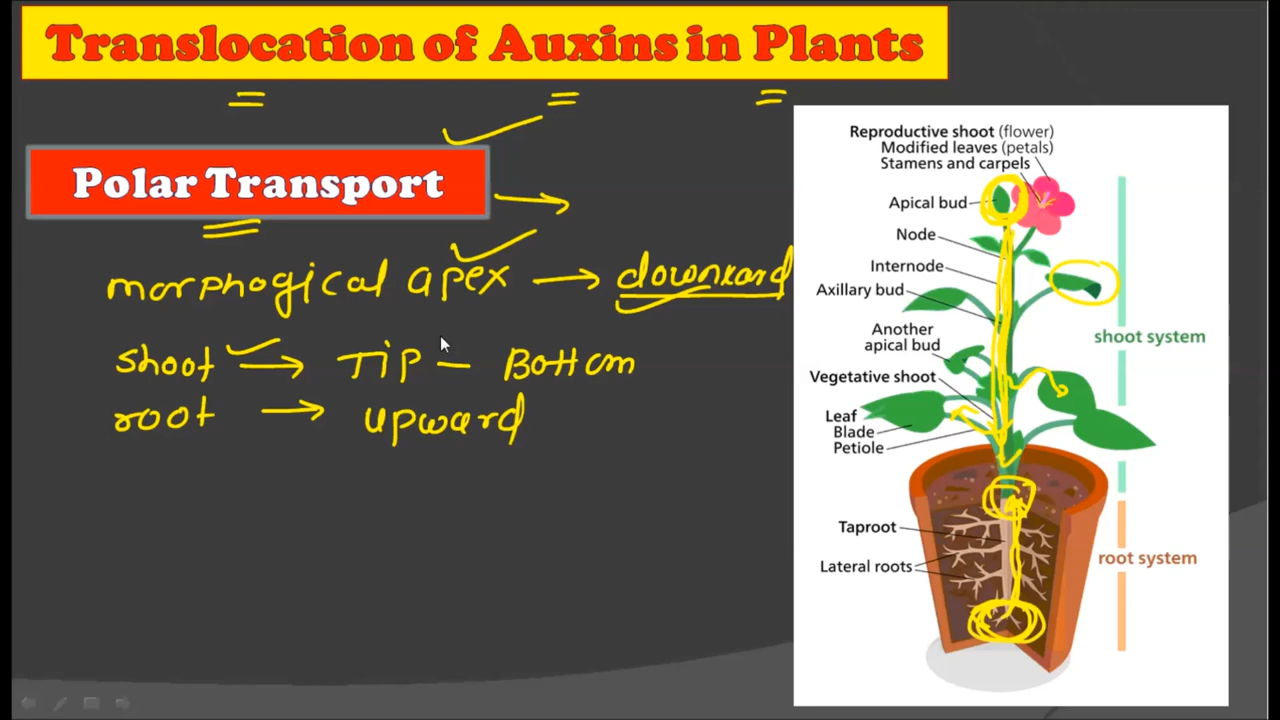 Translocation of Auxins in Plants
Polar Transport
morphogical apex → downward
shoot → Tip - Bottom
root → upward
Reproductive shoot (flower)
Modified leaves (petals)
Stamens and carpels
Apical bud
Node
Internode
Axillary bud
Another
apical bud
Vegetative shoot
Leaf
Blade
Petiole
shoot system
Taproot
Lateral roots
root system